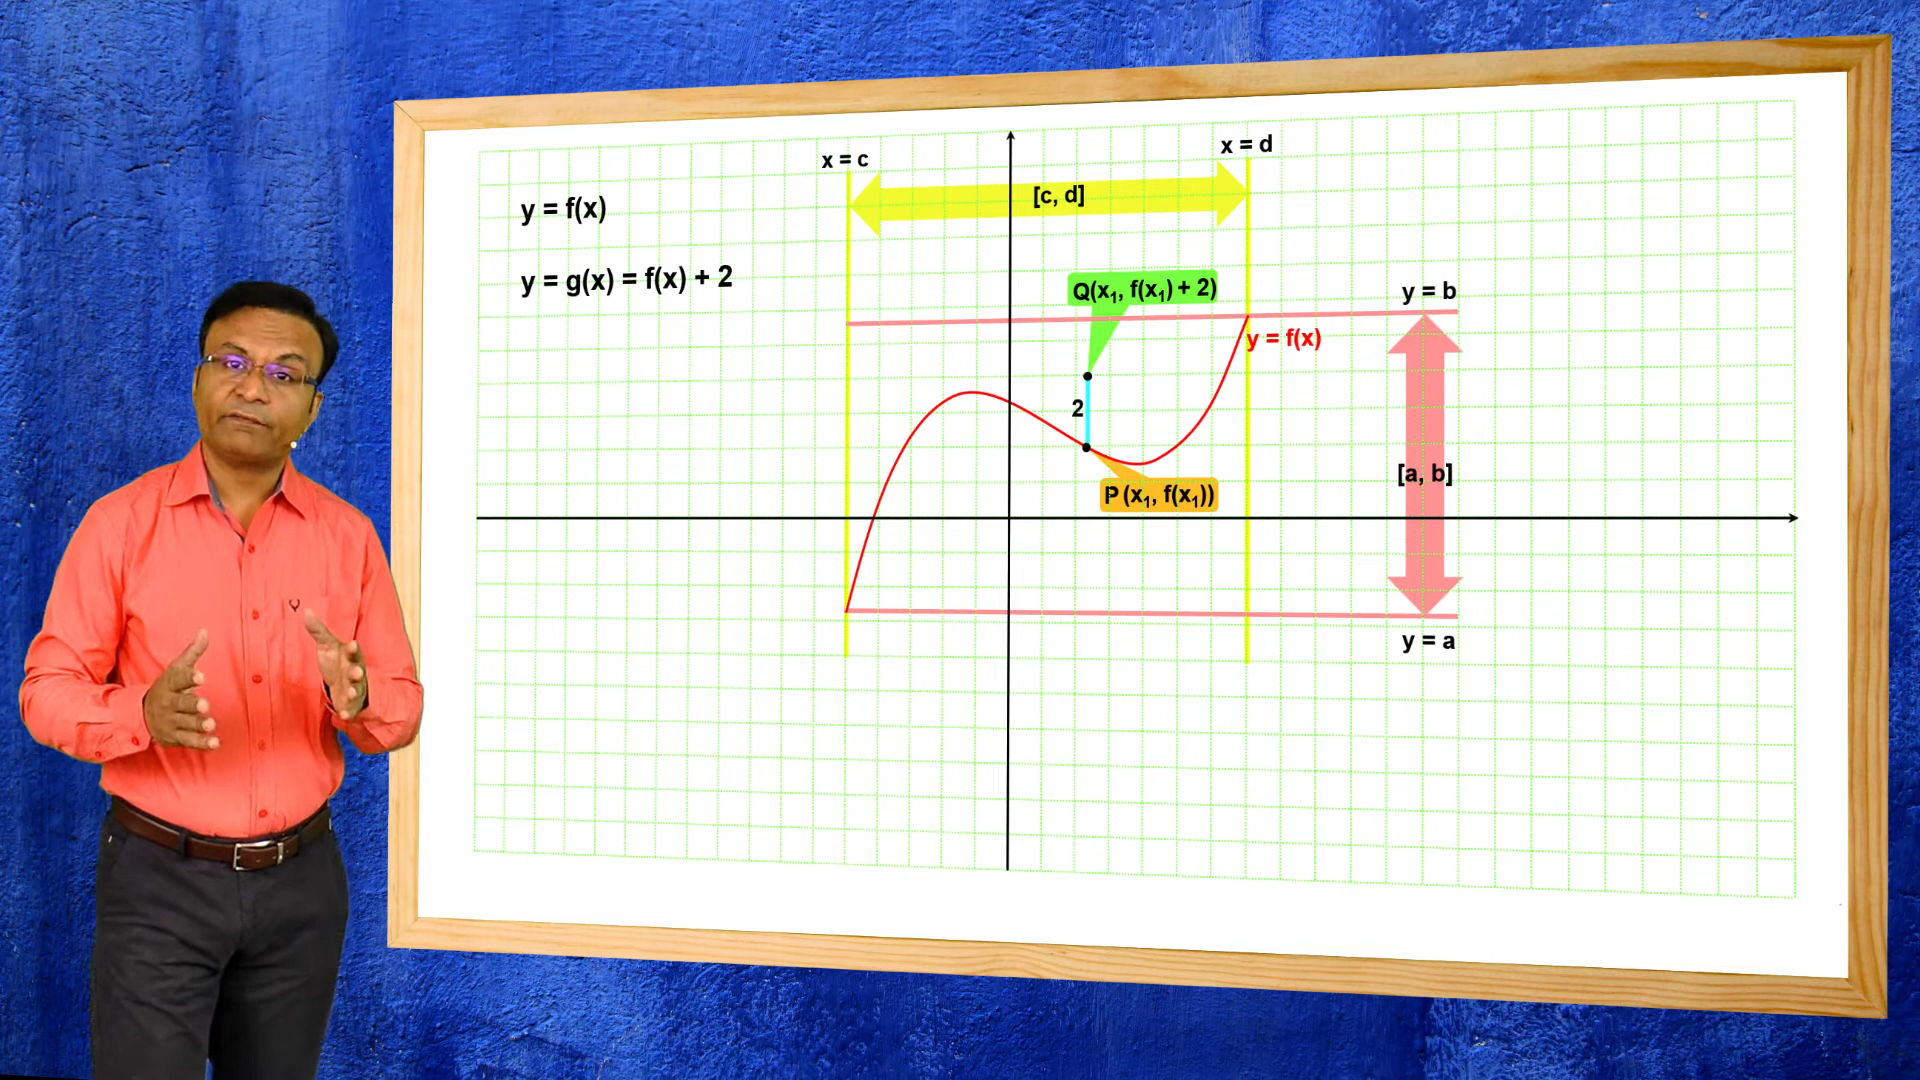 x = c
x = d
[c, d]
y = f(x)
y = g(x) = f(x) + 2
Q(x₁, f(x₁) + 2)
y = b
y = f(x)
2
[a, b]
P (x₁, f(x₁))
y = a